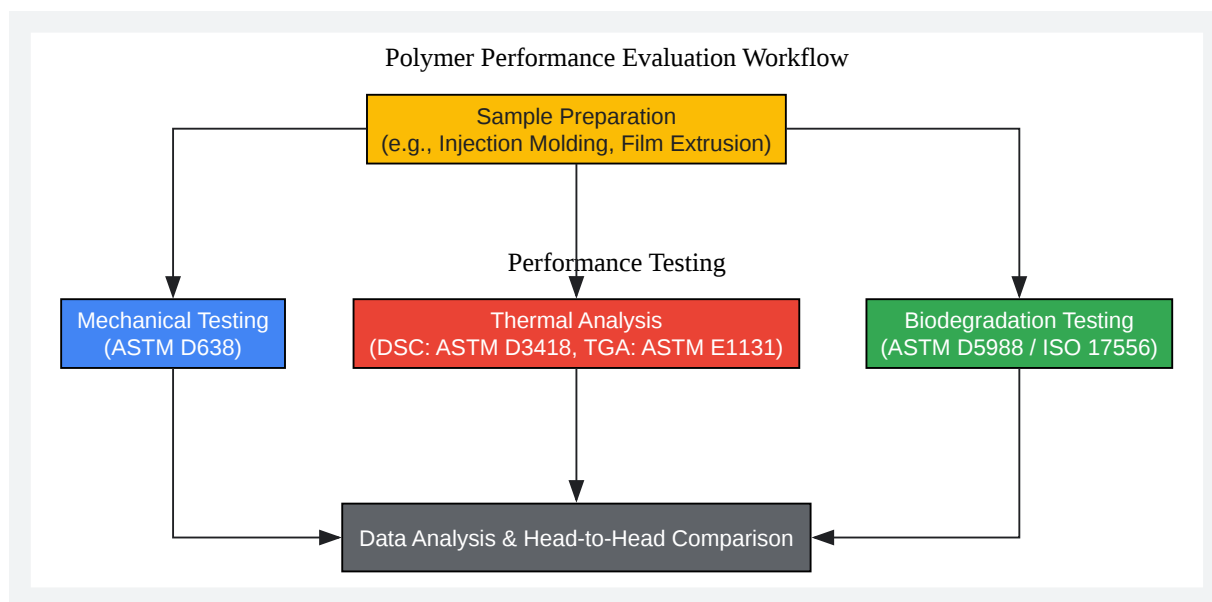 Polymer Performance Evaluation Workflow
Sample Preparation
(e.g., Injection Molding, Film Extrusion)
Performance Testing
Mechanical Testing
(ASTM D638)
Thermal Analysis
(DSC: ASTM D3418, TGA: ASTM E1131)
Biodegradation Testing
(ASTM D5988 / ISO 17556)
Data Analysis & Head-to-Head Comparison